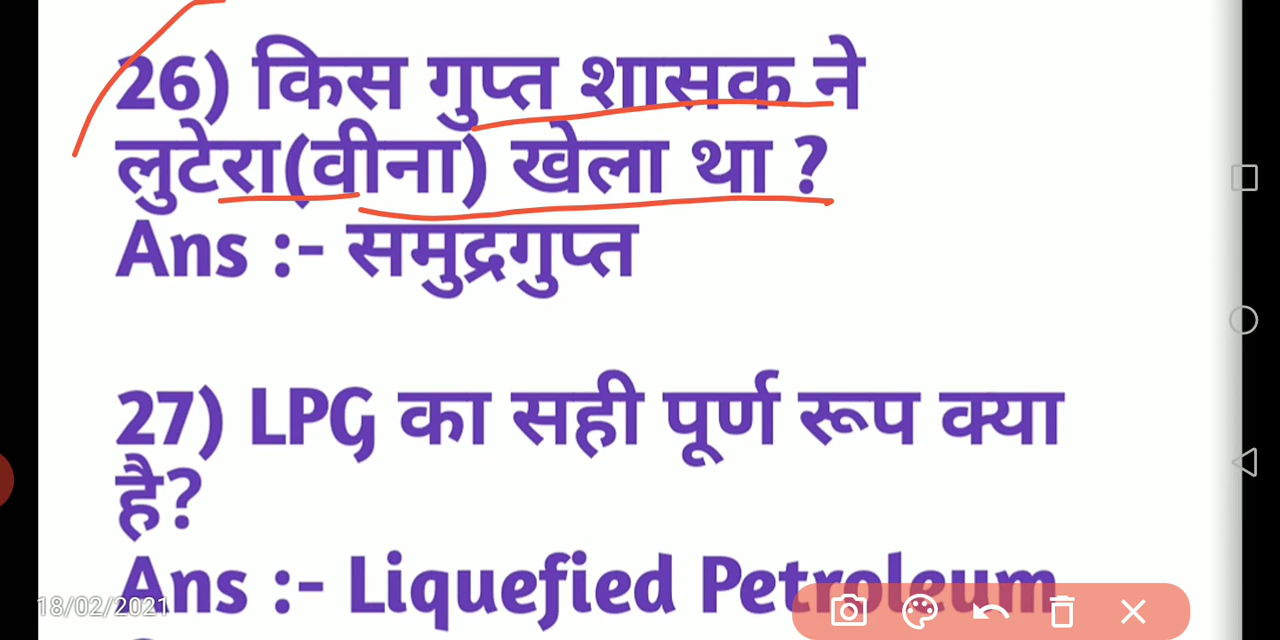 26) किस गुप्त शासक ने
लुटेरा(वीना) खेला था ?
Ans :- समुद्रगुप्त
27) LPG का सही पूर्ण रूप क्या
है?
Ans :- Liquefied Petroleum
18/02/2021